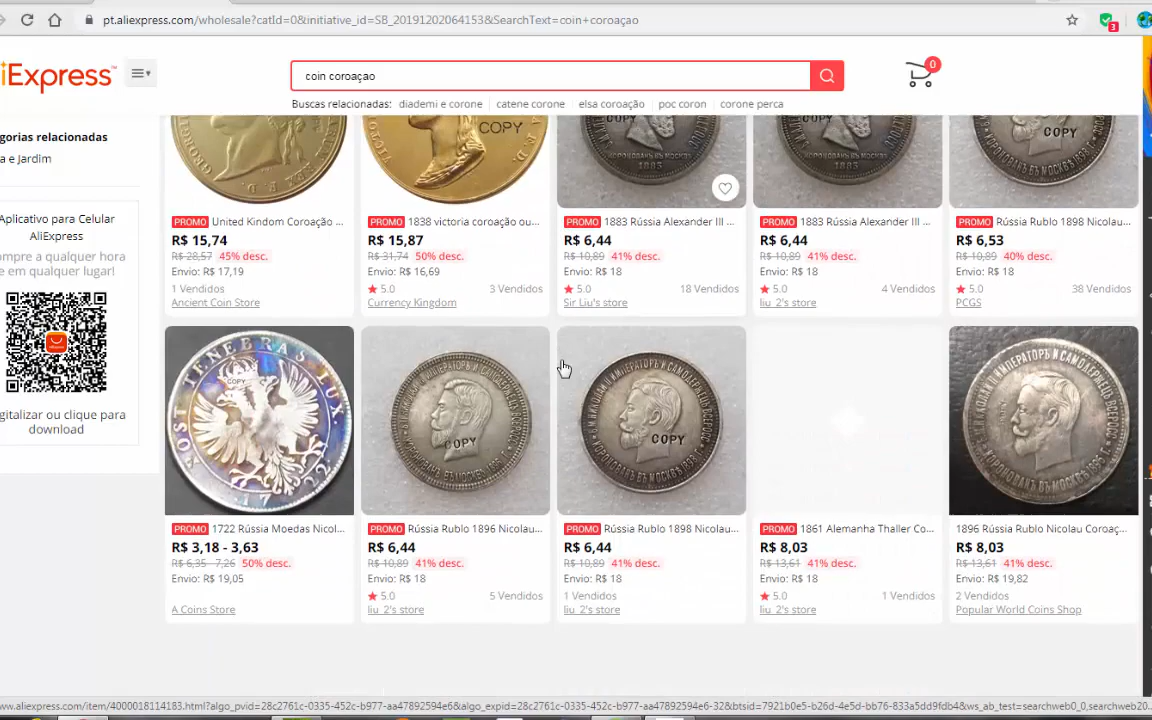 pt.aliexpress.com/wholesale?catId=0&initiative_id=SB_20191202064153&SearchText=coin+coroaçao
3
iExpress™
coin coroaçao
0
Buscas relacionadas: diademi e corone catene corone elsa coroação poc coron corone perca
gorias relacionadas
a e Jardim
Aplicativo para Celular
AliExpress
ompre a qualquer hora
e em qualquer lugar!
gitalizar ou clique para
download
COPY
COPY
PROMO United Kindom Coroação ...
R$ 15,74
R$ 28,57 45% desc.
Envio: R$ 17,19
1 Vendidos
Ancient Coin Store
PROMO 1838 victoria coroação ou...
R$ 15,87
R$ 31,74 50% desc.
Envio: R$ 16,69
3 Vendidos
Currency Kingdom
PROMO 1883 Rússia Alexander III ...
R$ 6,44
R$ 10,89 41% desc.
Envio: R$ 18
5.0 18 Vendidos
Sir Liu's store
PROMO 1883 Rússia Alexander III ...
R$ 6,44
R$ 10,89 41% desc.
Envio: R$ 18
5.0 4 Vendidos
liu_2's store
PROMO Rússia Rublo 1898 Nicolau...
R$ 6,53
R$ 10,89 40% desc.
Envio: R$ 18
5.0 38 Vendidos
PCGS
POST TENEBRAS LUX
COPY
1722
COPY
COPY
PROMO 1722 Rússia Moedas Nicol...
R$ 3,18 - 3,63
R$ 6,35 - 7,26 50% desc.
Envio: R$ 19,05
A Coins Store
PROMO Rússia Rublo 1896 Nicolau...
R$ 6,44
R$ 10,89 41% desc.
Envio: R$ 18
5.0 5 Vendidos
liu_2's store
PROMO Rússia Rublo 1898 Nicolau...
R$ 6,44
R$ 10,89 41% desc.
Envio: R$ 18
1 Vendidos
liu_2's store
PROMO 1861 Alemanha Thaller Co...
R$ 8,03
R$ 13,61 41% desc.
Envio: R$ 18
5.0 1 Vendidos
liu_2's store
1896 Rússia Rublo Nicolau Coroaç...
R$ 8,03
R$ 13,61 41% desc.
Envio: R$ 19,82
2 Vendidos
Popular World Coins Shop